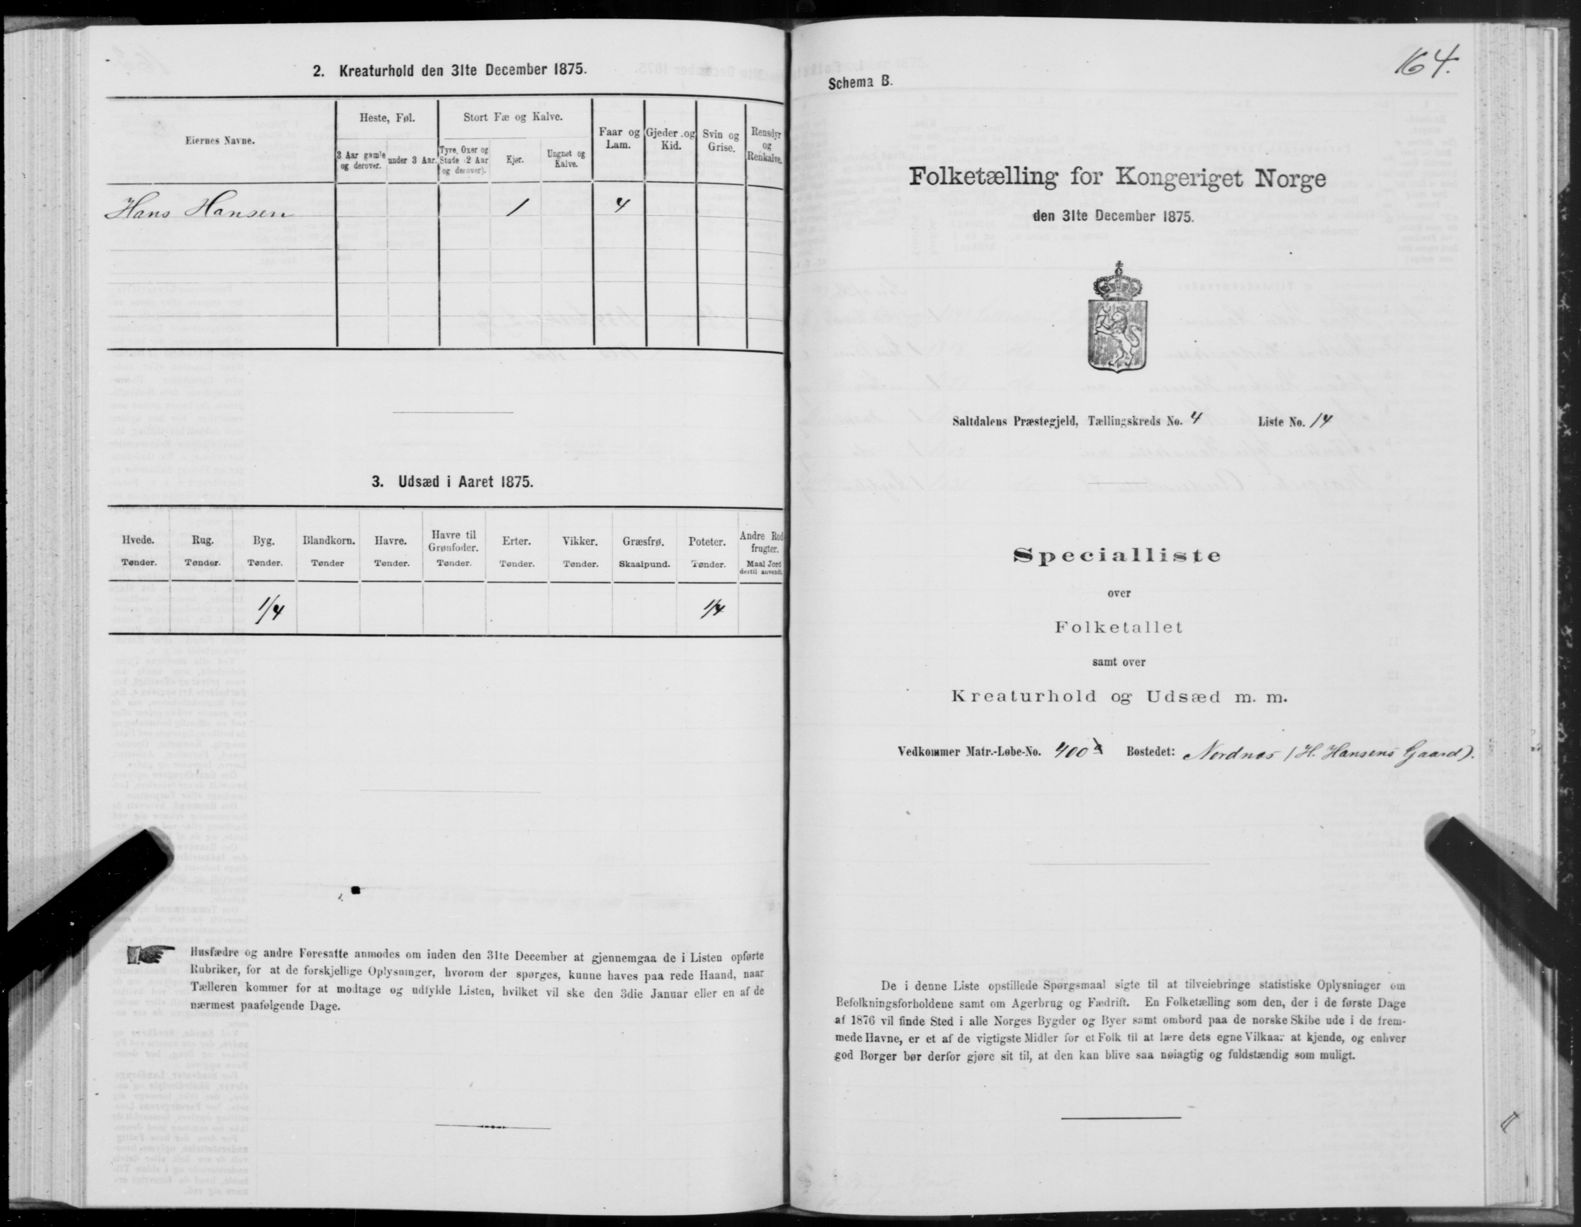 2. Kreaturhold den 31te December 1875.
Eiernes Navne.
Heste, Føl.
Stort Fæ og Kalve.
Faar og Lam.
Gjeder og Kid.
Svin og Grise.
Rensdyr og Renkalve.
3 Aar gamle og derover.
under 3 Aar.
Tyre, Oxer og Stude (2 Aar og derover).
Kjør.
Ungnet og Kalve.
Hans Hansen 1 4
3. Udsæd i Aaret 1875.
Hvede. Rug. Byg. Blandkorn. Havre. Havre til Grønfoder. Erter. Vikker. Græsfrø. Poteter. Andre Rodfrugter.
Tønder. Tønder. Tønder. Tønder Tønder. Tønder. Tønder. Tønder. Skaalpund. Tønder. Maal Jord dertil anvendt.
1/4 1/4
Husfædre og andre Foresatte anmodes om inden den 31te December at gjennemgaa de i Listen opførte
Rubriker, for at de forskjellige Oplysninger, hvorom der spørges, kunne haves paa rede Haand, naar
Tælleren kommer for at modtage og udfylde Listen, hvilket vil ske den 3die Januar eller en af de
nærmest paafølgende Dage.
164.
Schema B.
Folketælling for Kongeriget Norge
den 31te December 1875.
Saltdalens Præstegjeld, Tællingskreds No. 4 Liste No. 14
Specialliste
over
Folketallet
samt over
Kreaturhold og Udsæd m. m.
Vedkommer Matr.-Løbe-No. 400 Bostedet: Nordnes (H. Hansens Gaard).
De i denne Liste opstillede Spørgsmaal sigte til at tilveiebringe statistiske Oplysninger om
Befolkningsforholdene samt om Agerbrug og Fædrift. En Folketælling som den, der i de første Dage
af 1876 vil finde Sted i alle Norges Bygder og Byer samt ombord paa de norske Skibe ude i de frem-
mede Havne, er et af de vigtigste Midler for et Folk til at lære dets egne Vilkaar at kjende, og enhver
god Borger bør derfor gjøre sit til, at den kan blive saa nøiagtig og fuldstændig som muligt.